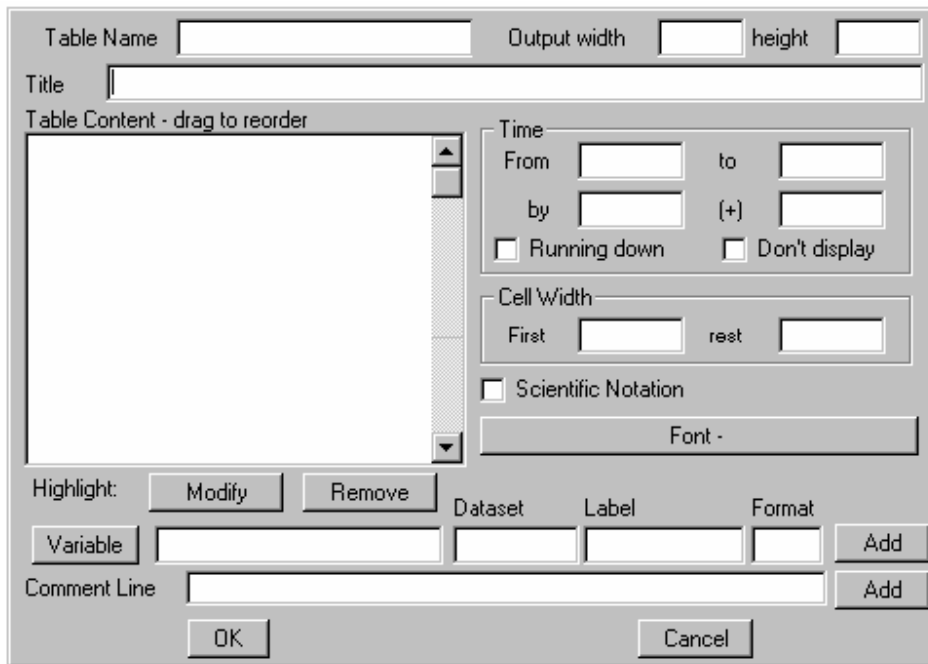 Table Name Output width height
Title
Table Content - drag to reorder
Time
From to
by (+)
Running down Don't display
Cell Width
First rest
Scientific Notation
Font -
Highlight: Modify Remove
Dataset Label Format
Variable Add
Comment Line Add
OK Cancel